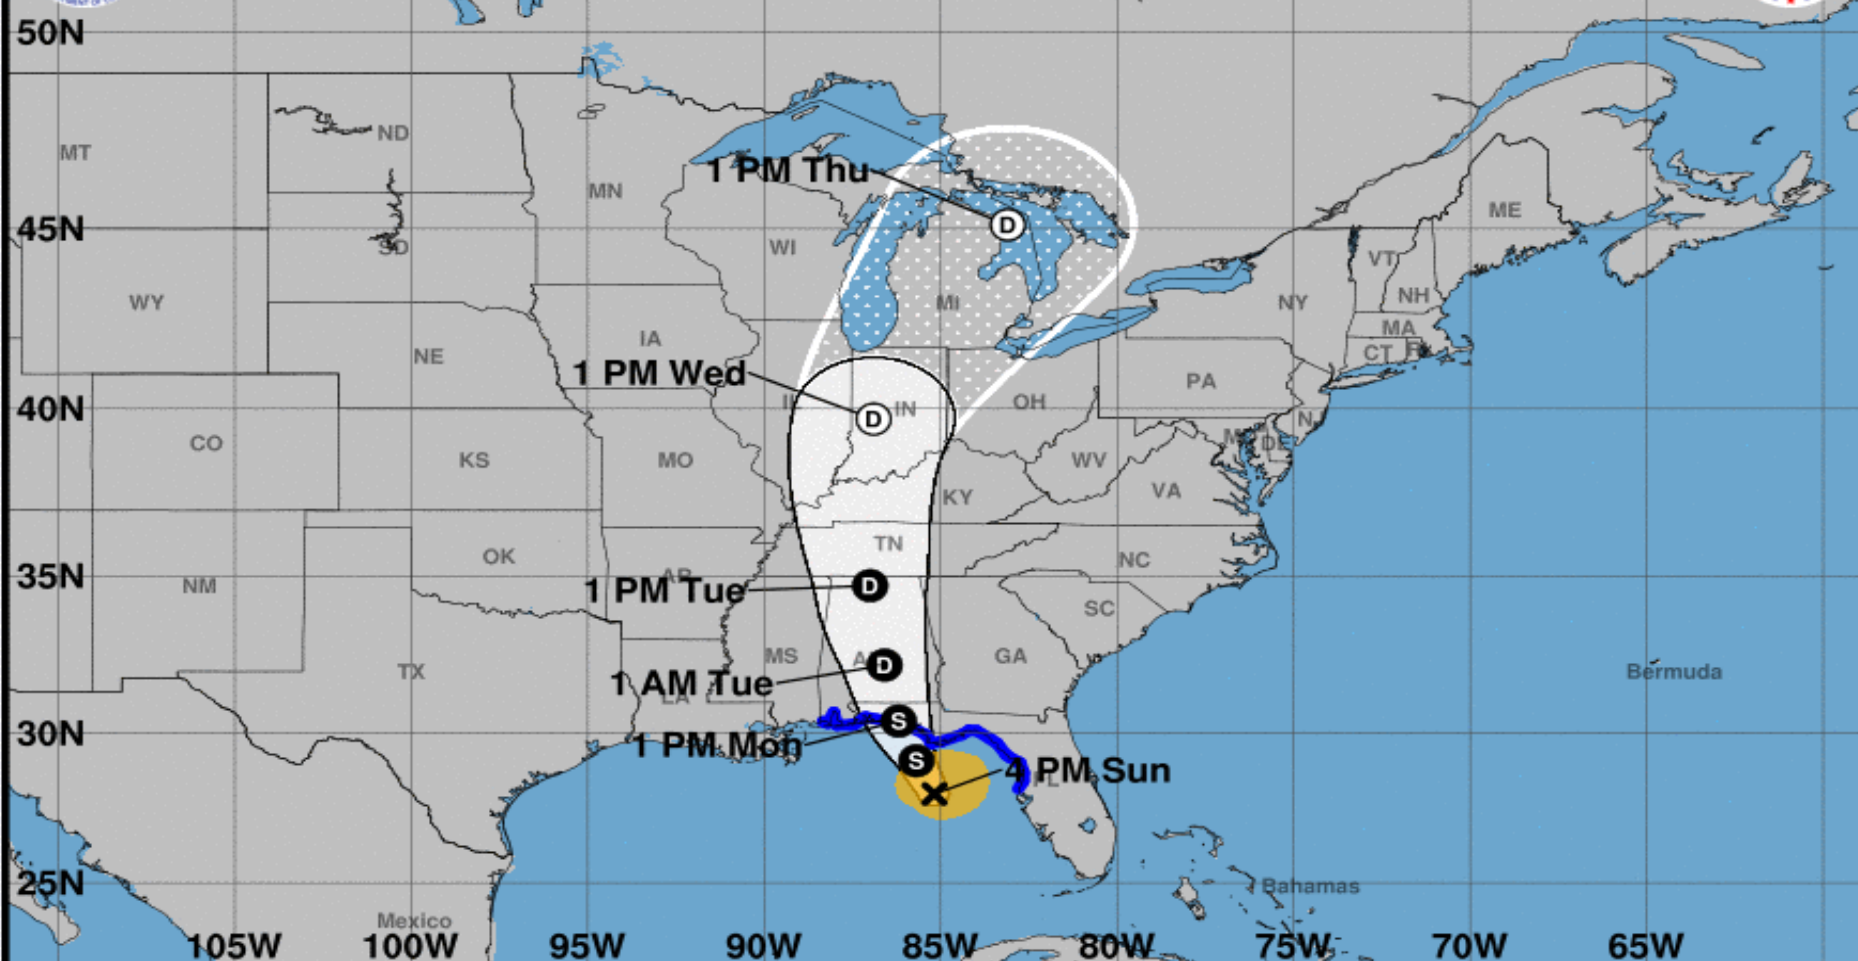 50N
MT
ND
MN
1 PM Thu
D
ME
45N
SD
WI
VT
WY
MI
NY
NH
IA
MA
NE
CT
1 PM Wed
PA
IL
IN
OH
40N
D
CO
DE
KS
MO
WV
VA
KY
TN
NC
OK
35N
NM
AR
1 PM Tue
D
SC
MS
GA
TX
D
Bermuda
1 AM Tue
LA
S
30N
1 PM Mon
S
4 PM Sun
FL
25N
Bahamas
Mexico
105W
100W
95W
90W
85W
80W
75W
70W
65W